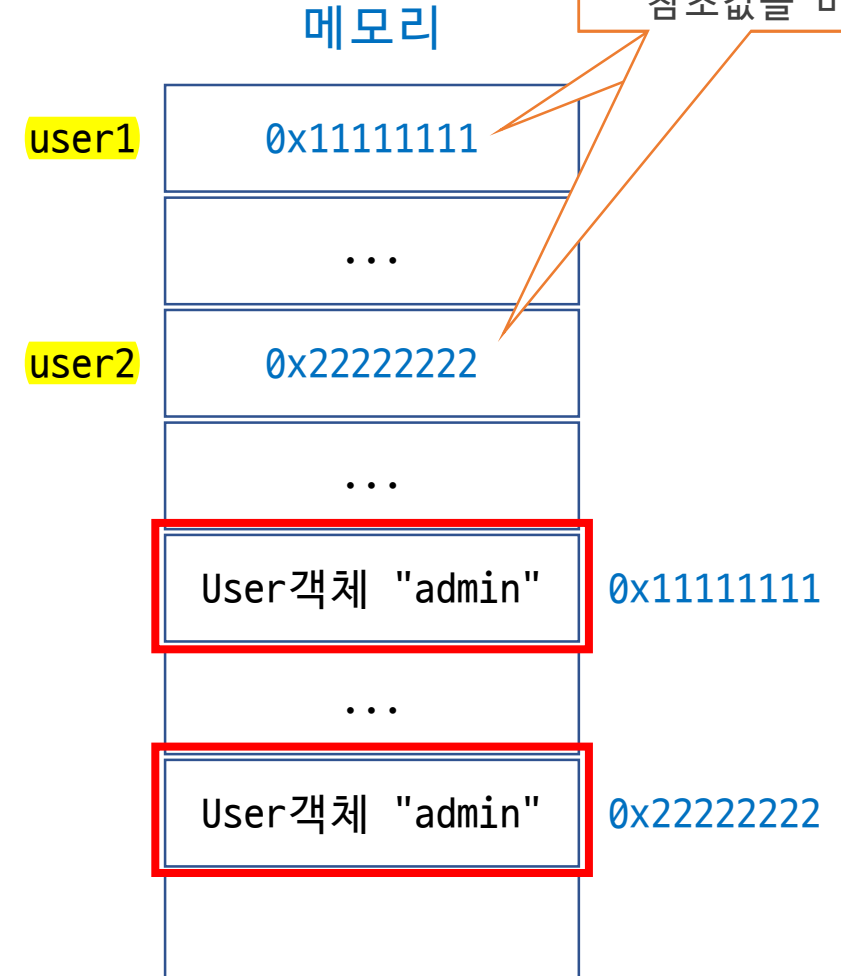 메모리
user1 0x11111111
...
user2 0x22222222
...
User객체 "admin" 0x11111111
...
User객체 "admin" 0x22222222